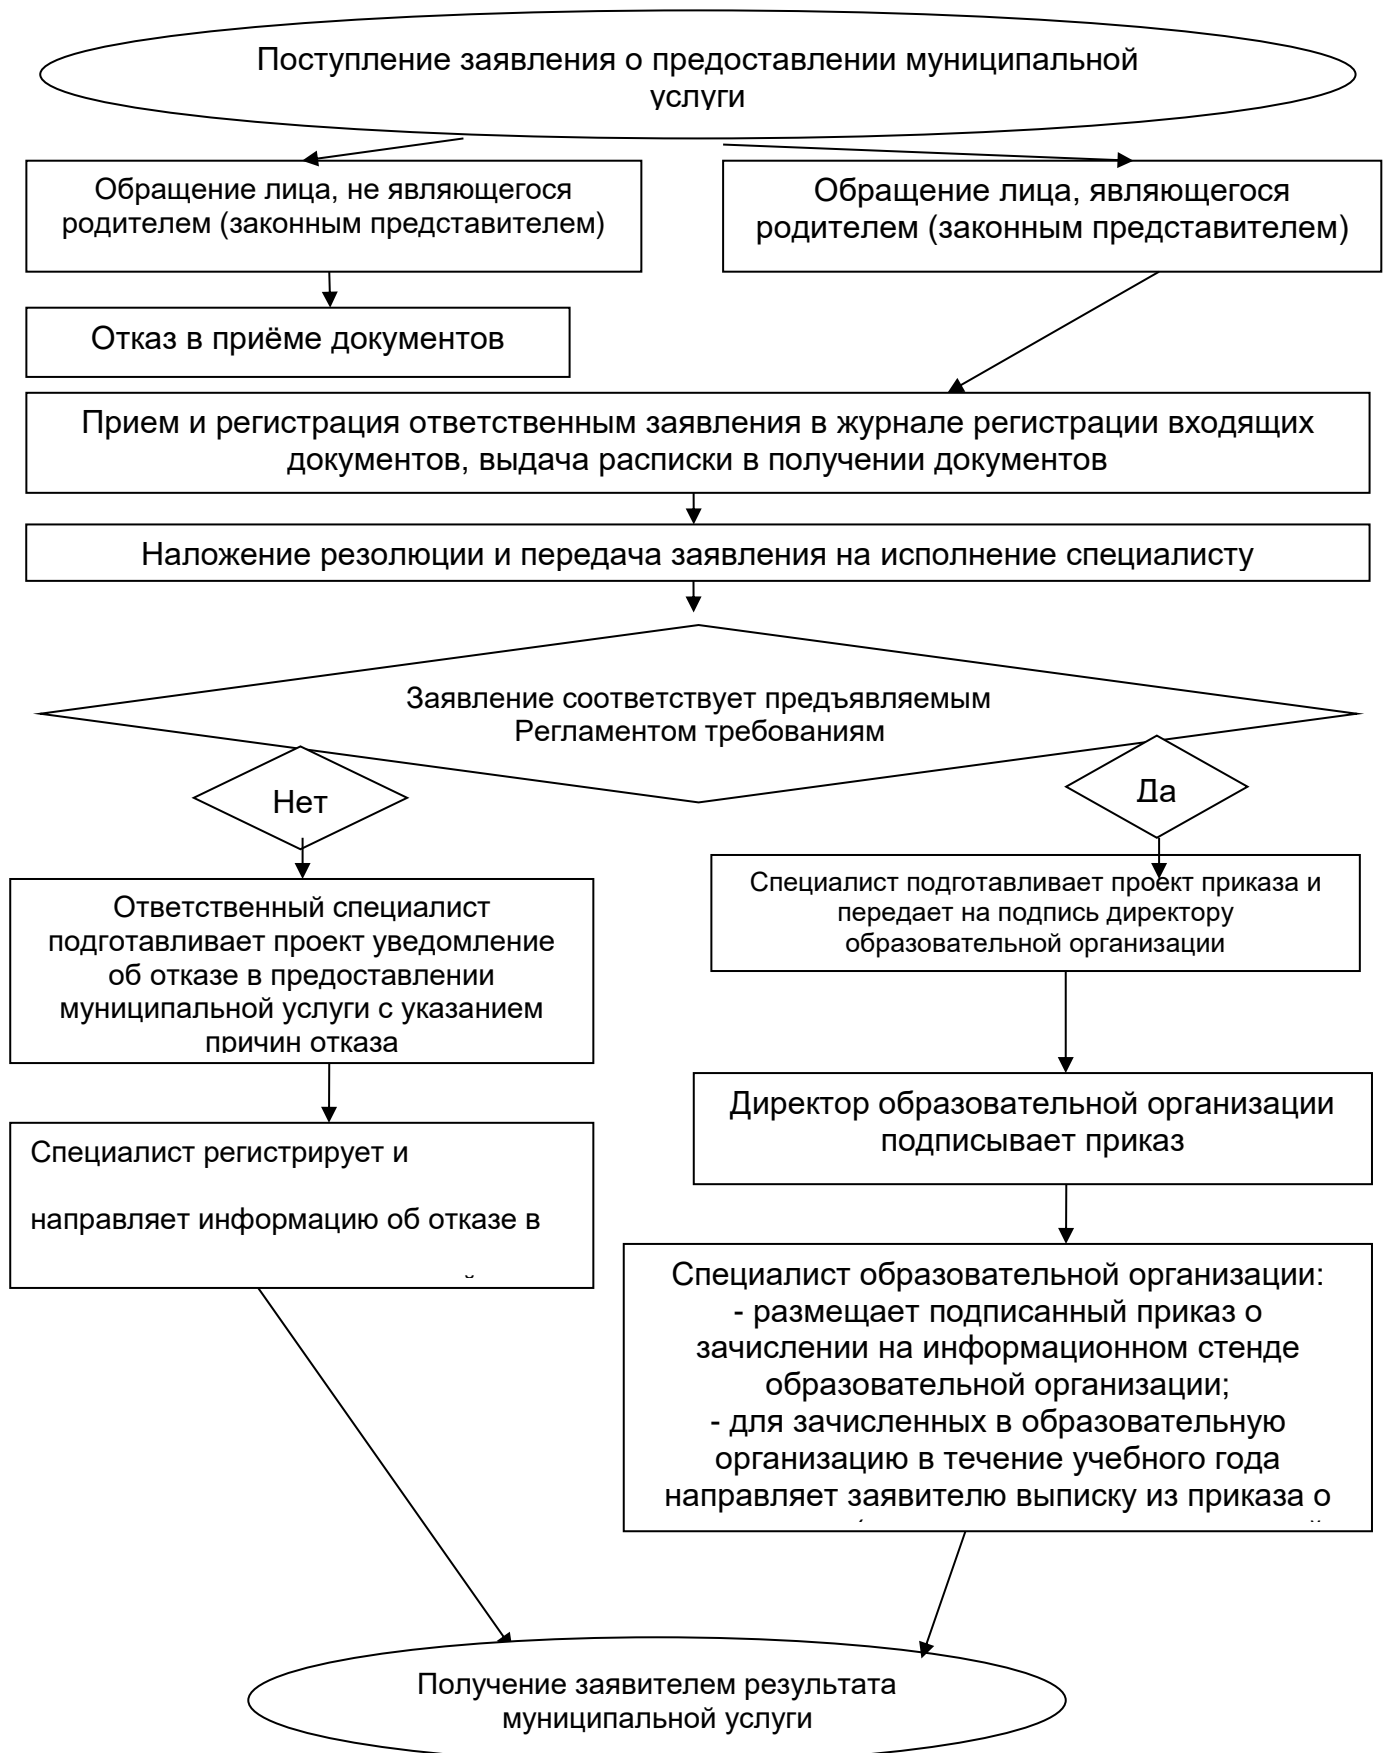 Поступление заявления о предоставлении муниципальной
услуги
Обращение лица, не являющегося
родителем (законным представителем)
Обращение лица, являющегося
родителем (законным представителем)
Отказ в приёме документов
Прием и регистрация ответственным заявления в журнале регистрации входящих
документов, выдача расписки в получении документов
Наложение резолюции и передача заявления на исполнение специалисту
Заявление соответствует предъявляемым
Регламентом требованиям
Нет
Да
Ответственный специалист
подготавливает проект уведомление
об отказе в предоставлении
муниципальной услуги с указанием
причин отказа
Специалист подготавливает проект приказа и
передает на подпись директору
образовательной организации
Директор образовательной организации
подписывает приказ
Специалист регистрирует и
направляет информацию об отказе в
Специалист образовательной организации:
- размещает подписанный приказ о
зачислении на информационном стенде
образовательной организации;
- для зачисленных в образовательную
организацию в течение учебного года
направляет заявителю выписку из приказа о
Получение заявителем результата
муниципальной услуги